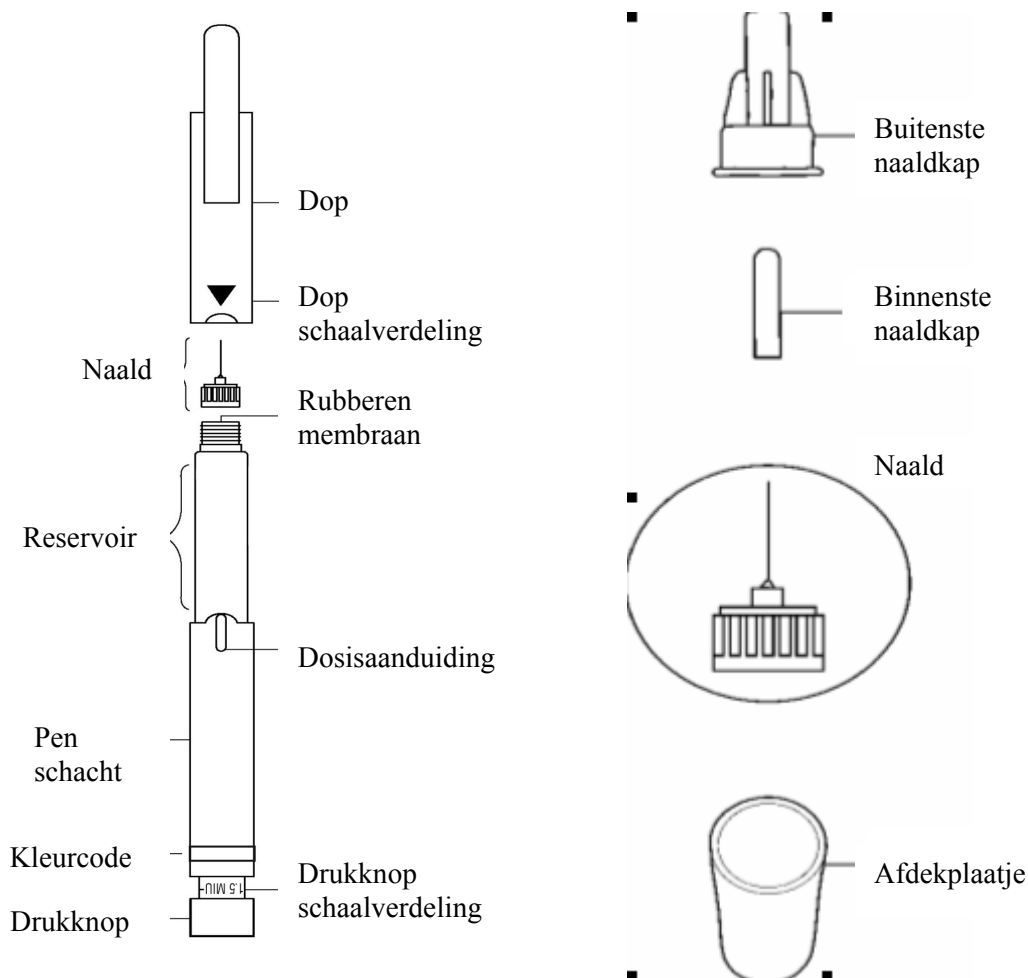 Dop
Dop
schaalverdeling
Naald
Rubberen
membraan
Reservoir
Dosisaanduiding
Pen
schacht
Kleurcode
1.5 MIU
Drukknop
schaalverdeling
Drukknop
Buitenste
naaldkap
Binnenste
naaldkap
Naald
Afdekplaatje